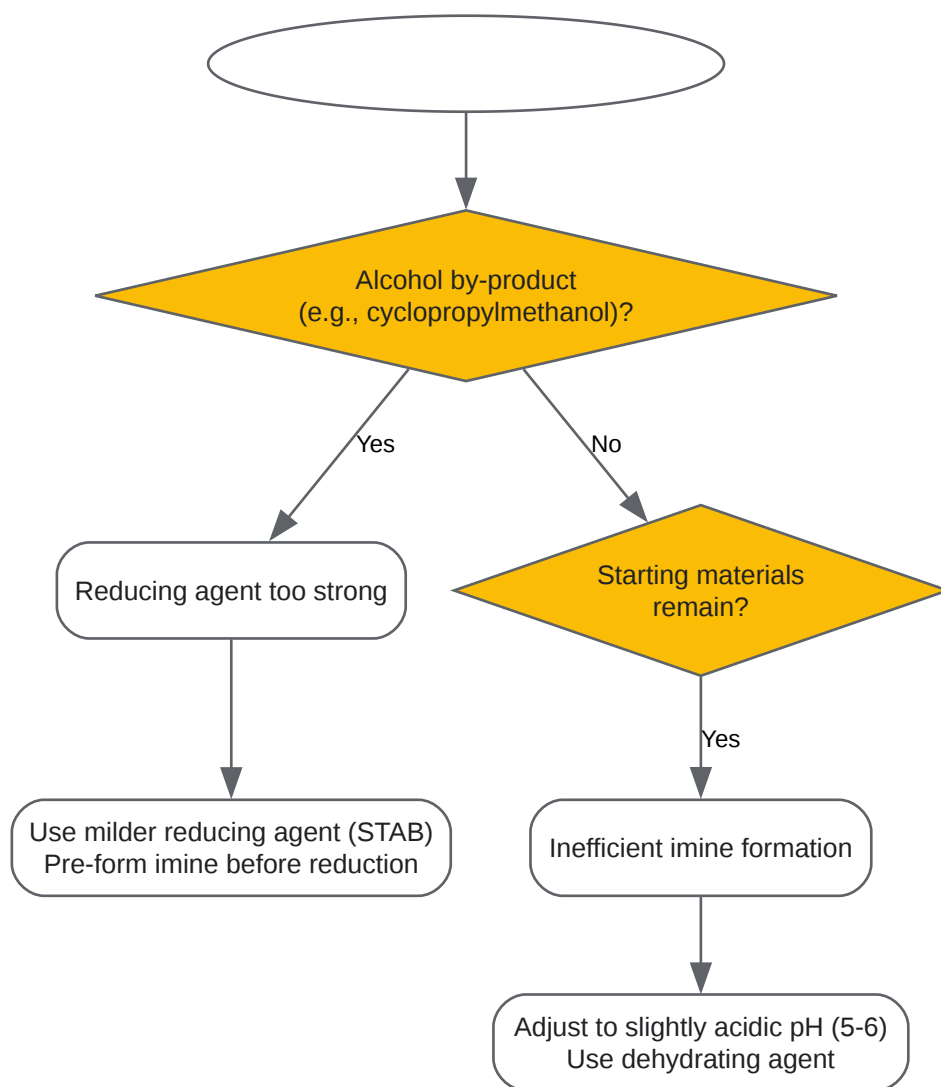 Alcohol by-product
(e.g., cyclopropylmethanol)?
Yes
No
Reducing agent too strong
Starting materials
remain?
Yes
Use milder reducing agent (STAB)
Pre-form imine before reduction
Inefficient imine formation
Adjust to slightly acidic pH (5-6)
Use dehydrating agent